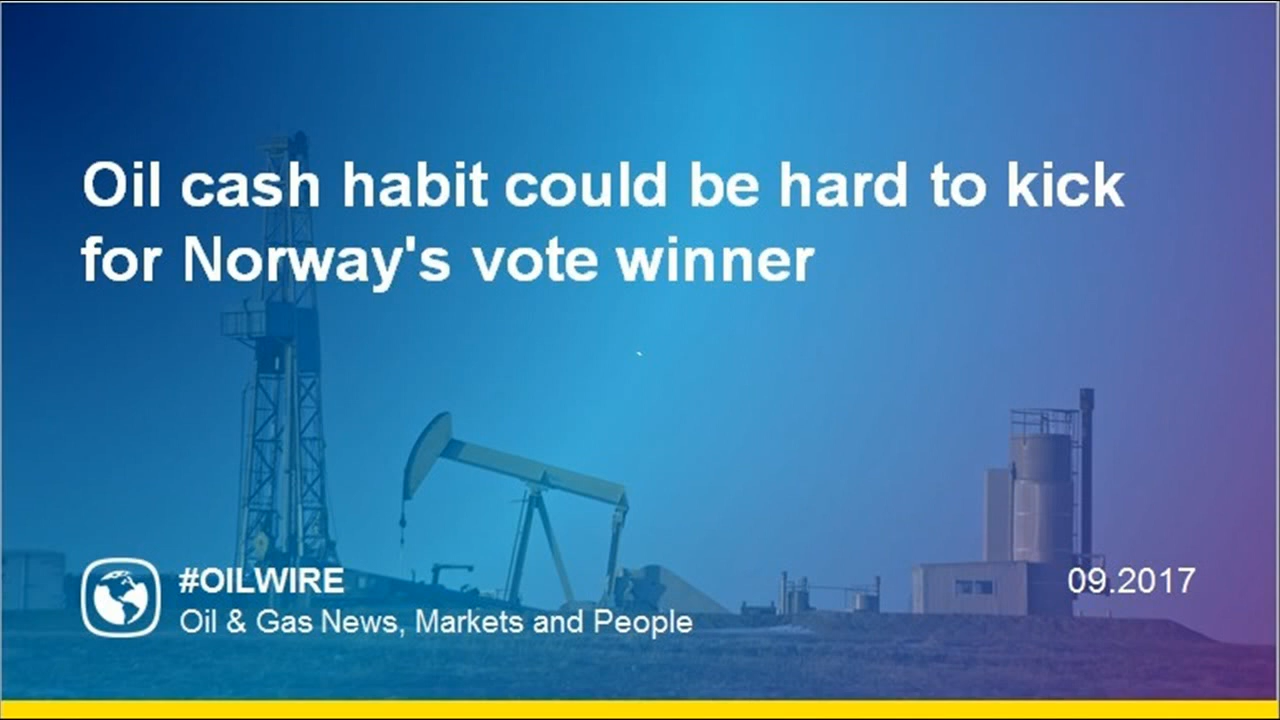 Oil cash habit could be hard to kick
for Norway's vote winner
#OILWIRE
09.2017
Oil & Gas News, Markets and People